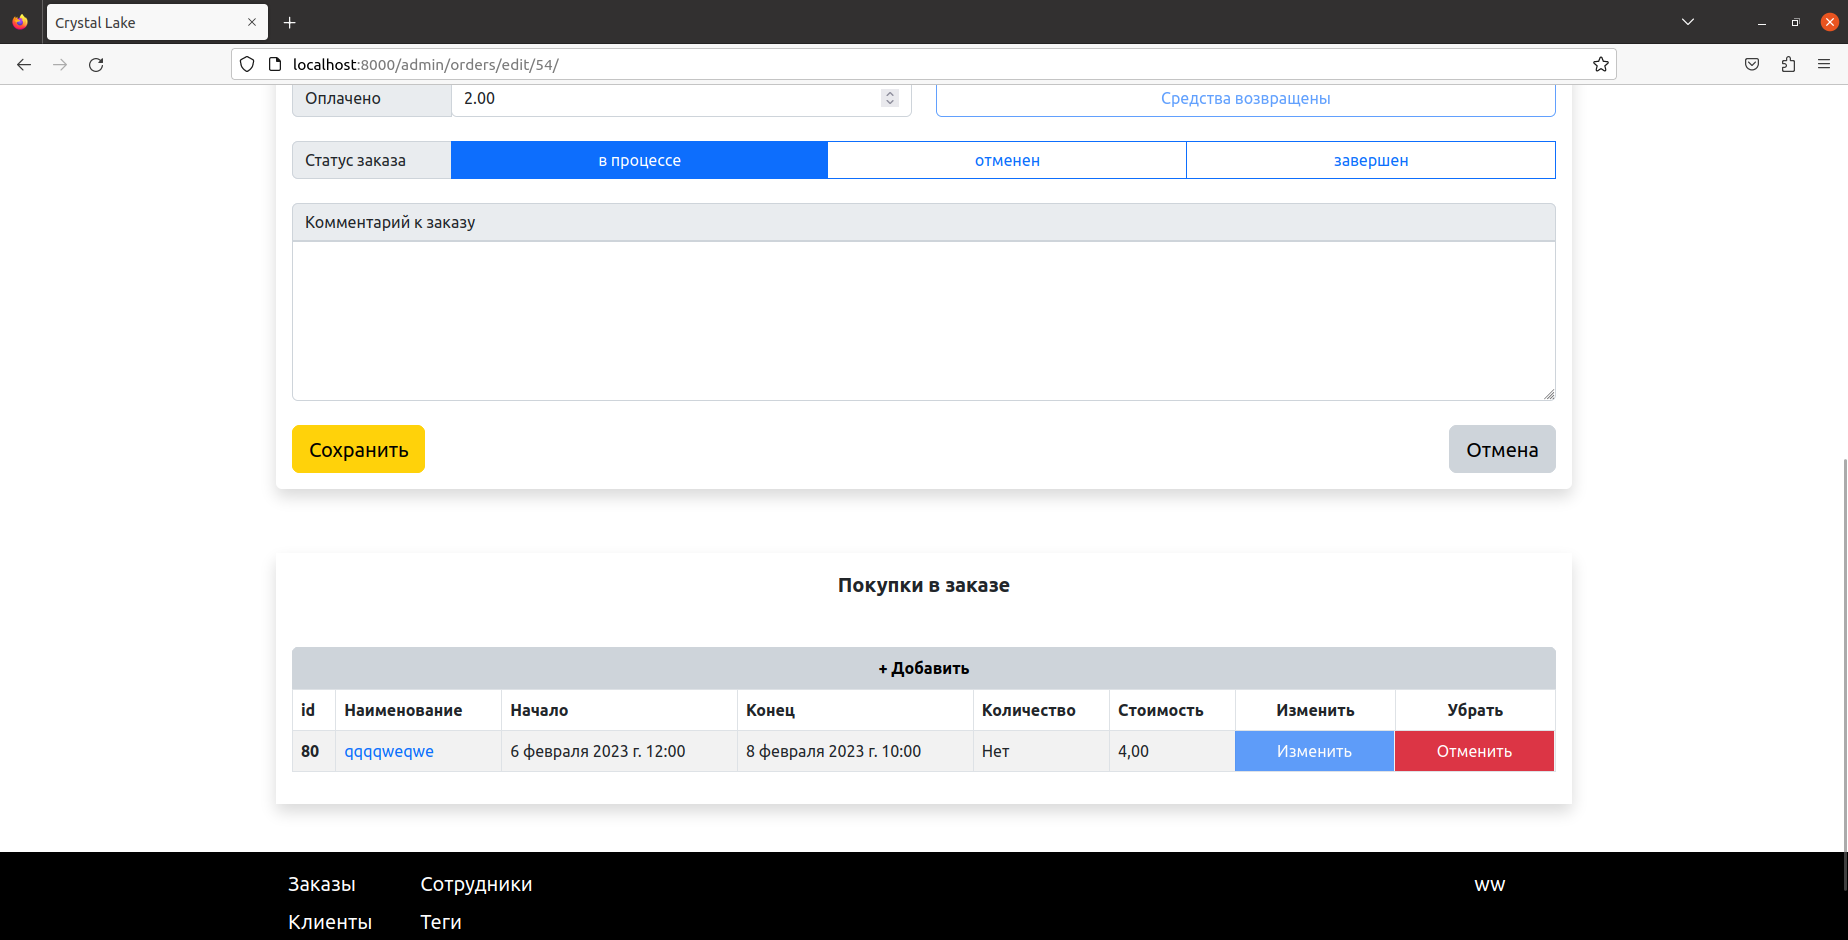 Crystal Lake
localhost:8000/admin/orders/edit/54/
Оплачено 2.00 Средства возвращены
Статус заказа в процессе отменен завершен
Комментарий к заказу
Сохранить Отмена
Покупки в заказе
+ Добавить
id Наименование Начало Конец Количество Стоимость Изменить Убрать
80 qqqqweqwe 6 февраля 2023 г. 12:00 8 февраля 2023 г. 10:00 Нет 4,00 Изменить Отменить
Заказы Сотрудники ww
Клиенты Теги